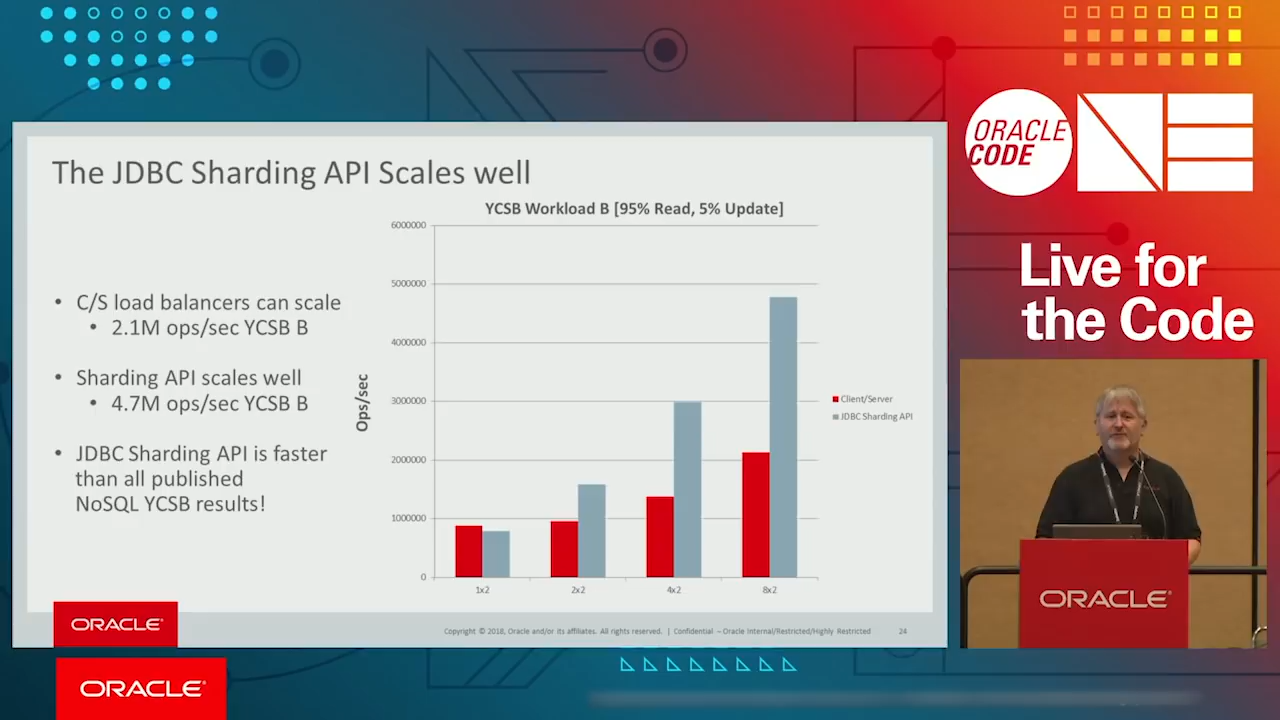 ORACLE
CODE
ONE
Live for
the Code
The JDBC Sharding API Scales well
• C/S load balancers can scale
• 2.1M ops/sec YCSB B
• Sharding API scales well
• 4.7M ops/sec YCSB B
• JDBC Sharding API is faster
than all published
NoSQL YCSB results!
YCSB Workload B [95% Read, 5% Update]
Ops/sec
6000000
5000000
4000000
3000000
2000000
1000000
0
1x2
2x2
4x2
8x2
Client/Server
JDBC Sharding API
ORACLE®
Copyright © 2018, Oracle and/or its affiliates. All rights reserved. | Confidential – Oracle Internal/Restricted/Highly Restricted
24
ORACLE®
ORACLE®